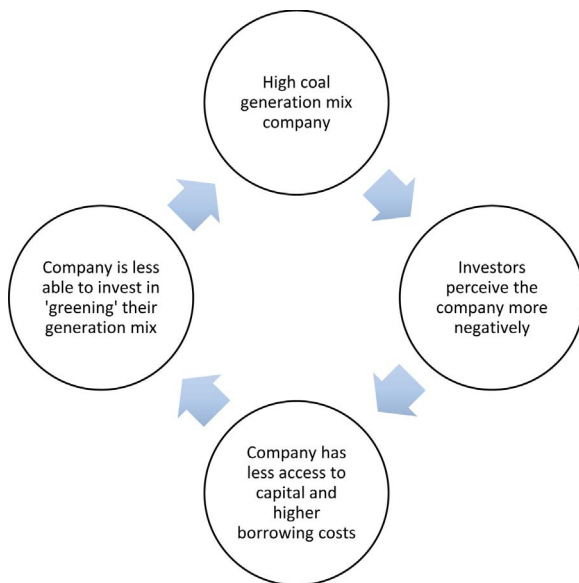 High coal
generation mix
company
Investors
perceive the
company more
negatively
Company has
less access to
capital and
higher
borrowing costs
Company is less
able to invest in
'greening' their
generation mix